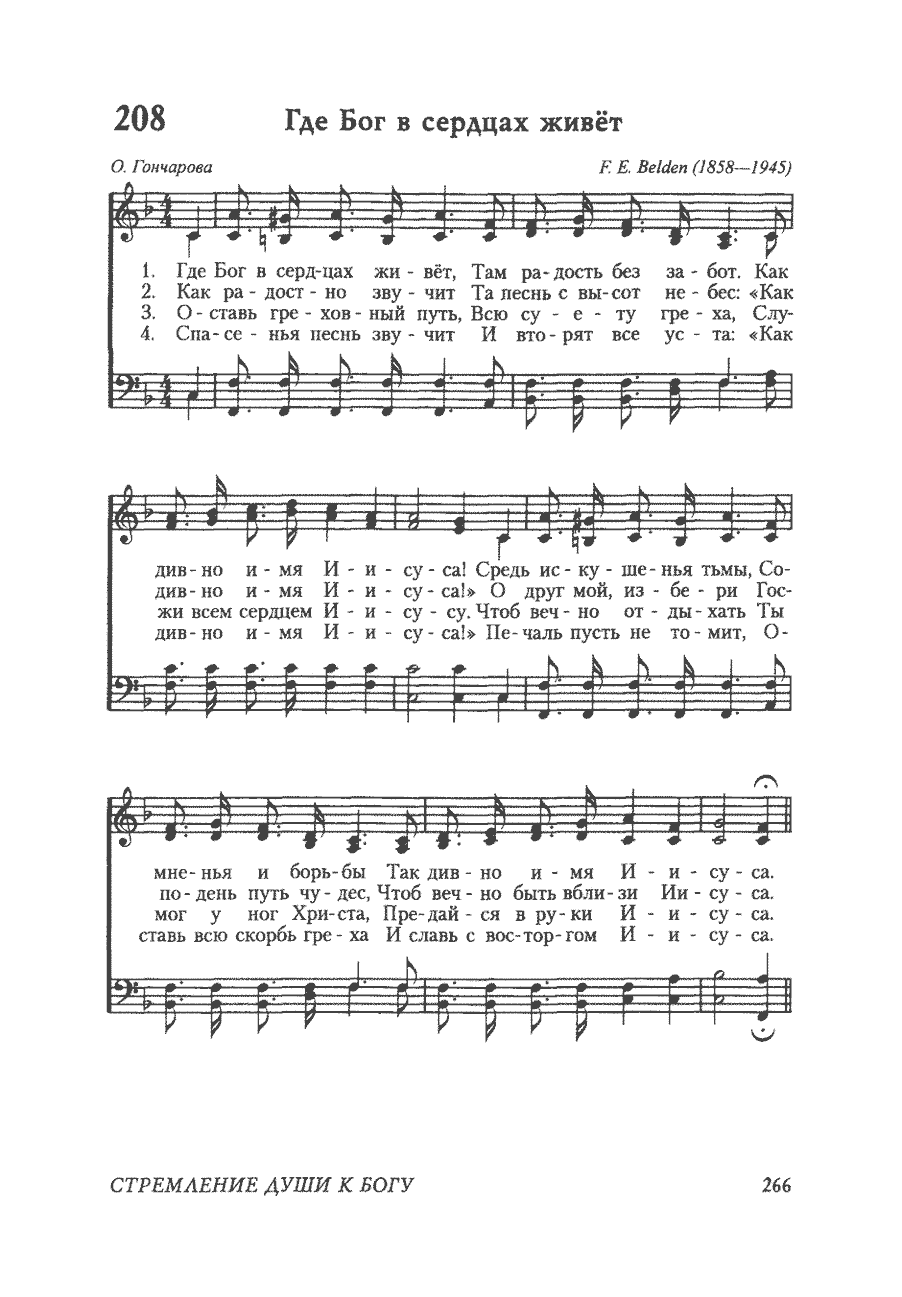 208 Где Бог в сердцах живёт
О. Гончарова F. E. Belden (1858—1945)
1. Где Бог в серд-цах жи - вёт, Там ра-дость без за - бот. Как
2. Как ра - дост - но зву - чит Та песнь с вы-сот не - бес: «Как
3. О - ставь гре - хов - ный путь, Всю су - е - ту гре - ха, Слу-
4. Спа-се - нья песнь зву - чит И вто - рят все ус - та: «Как
див - но и - мя И - и - су - са! Средь ис - ку - ше - нья тьмы, Со-
див - но и - мя И - и - су - са!» О друг мой, из - бе - ри Гос-
жи всем сердцем И - и - су - су. Чтоб веч - но от - ды - хать Ты
див - но и - мя И - и - су - са!» Пе-чаль пусть не то - мит, О-
мне - нья и борь-бы Так див - но и - мя И - и - су - са.
по - день путь чу - дес, Чтоб веч - но быть вбли-зи Ии - су - са.
мог у ног Хри-ста, Пре-дай - ся в ру - ки И - и - су - са.
ставь всю скорбь гре - ха И славь с вос-тор-гом И - и - су - са.
СТРЕМЛЕНИЕ ДУШИ К БОГУ 266